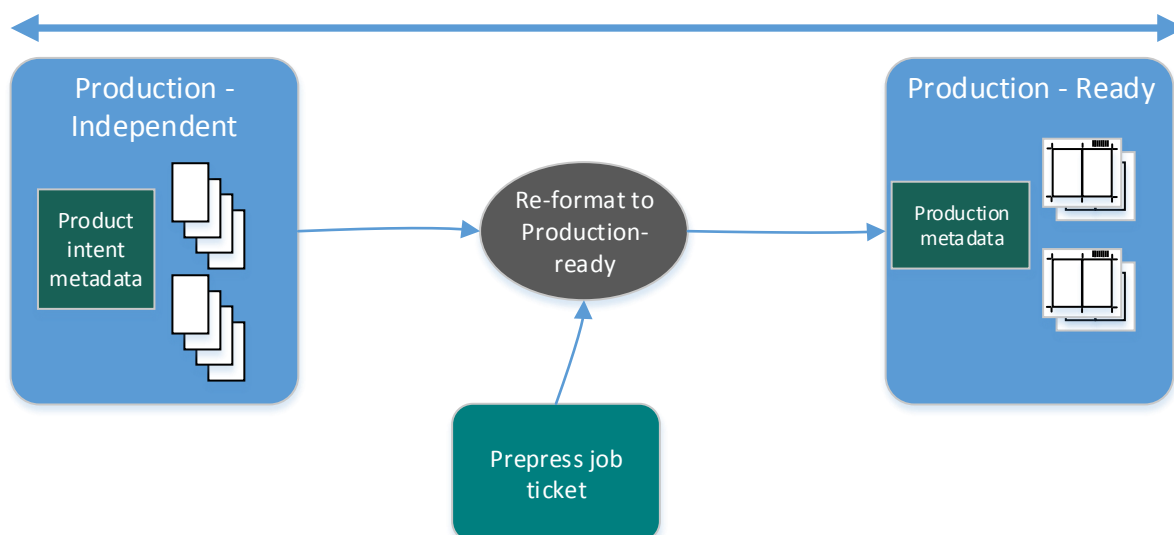 Production -
Independent
Product
intent
metadata
Re-format to
Production-
ready
Prepress job
ticket
Production - Ready
Production
metadata